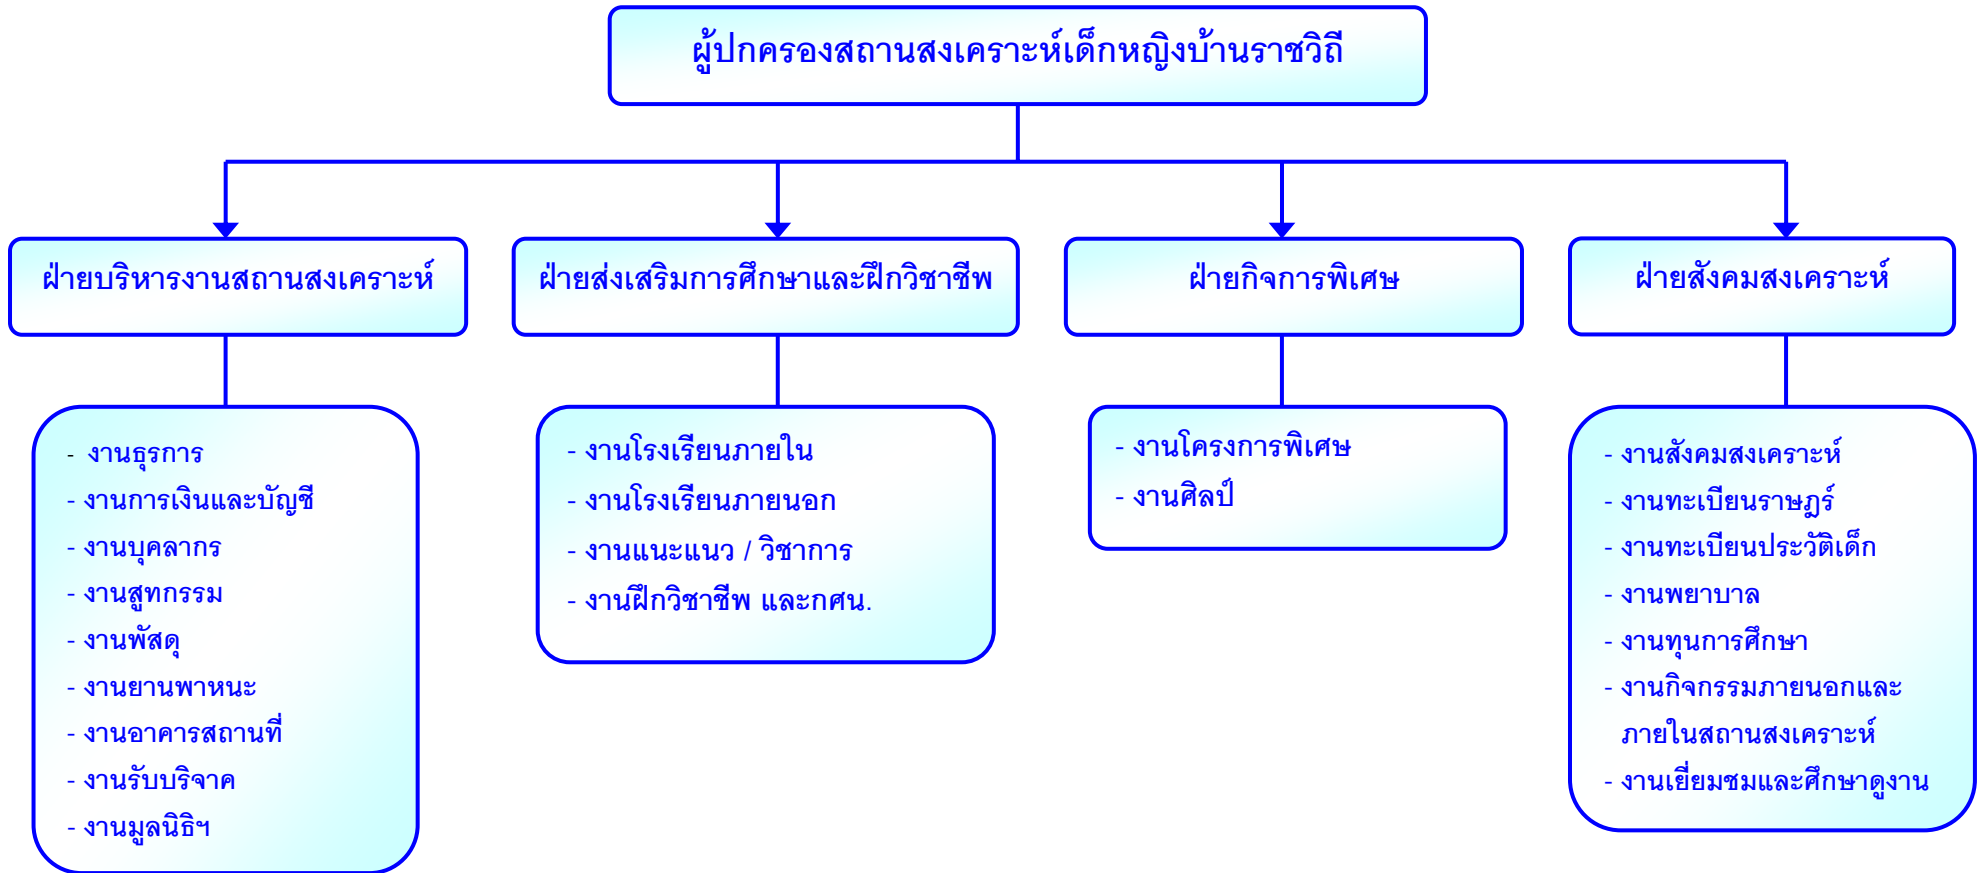 ผู้ปกครองสถานสงเคราะห์เด็กหญิงบ้านราชวิถี
ฝ่ายบริหารงานสถานสงเคราะห์
- งานธุรการ
- งานการเงินและบัญชี
- งานบุคลากร
- งานสูทกรรม
- งานพัสดุ
- งานยานพาหนะ
- งานอาคารสถานที่
- งานรับบริจาค
- งานมูลนิธิฯ
ฝ่ายส่งเสริมการศึกษาและฝึกวิชาชีพ
- งานโรงเรียนภายใน
- งานโรงเรียนภายนอก
- งานแนะแนว / วิชาการ
- งานฝึกวิชาชีพ และกศน.
ฝ่ายกิจการพิเศษ
- งานโครงการพิเศษ
- งานศิลป์
ฝ่ายสังคมสงเคราะห์
- งานสังคมสงเคราะห์
- งานทะเบียนราษฎร์
- งานทะเบียนประวัติเด็ก
- งานพยาบาล
- งานทุนการศึกษา
- งานกิจกรรมภายนอกและ
ภายในสถานสงเคราะห์
- งานเยี่ยมชมและศึกษาดูงาน